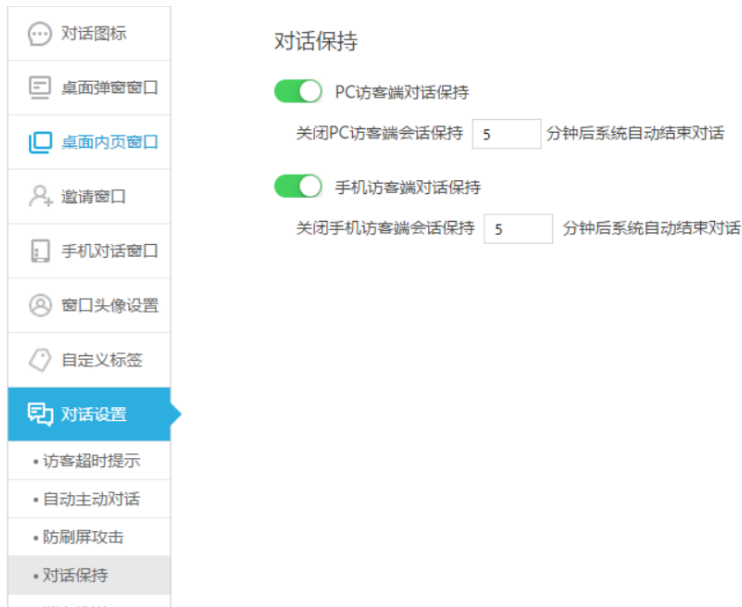 对话图标
桌面弹窗窗口
桌面内页窗口
邀请窗口
手机对话窗口
窗口头像设置
自定义标签
对话设置
• 访客超时提示
• 自动主动对话
• 防刷屏攻击
• 对话保持
对话保持
PC访客端对话保持
关闭PC访客端会话保持 5 分钟后系统自动结束对话
手机访客端对话保持
关闭手机访客端会话保持 5 分钟后系统自动结束对话